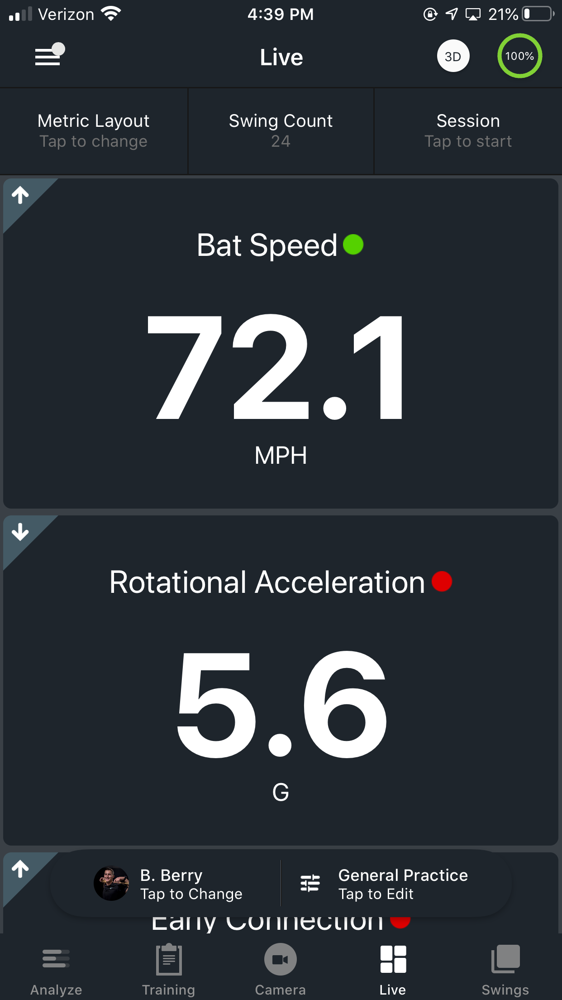 Verizon 4:39 PM 21%
Live 3D 100%
Metric Layout Swing Count Session
Tap to change 24 Tap to start
Bat Speed
72.1
MPH
Rotational Acceleration
5.6
G
B. Berry General Practice
Tap to Change Tap to Edit
Early Connection
Analyze Training Camera Live Swings